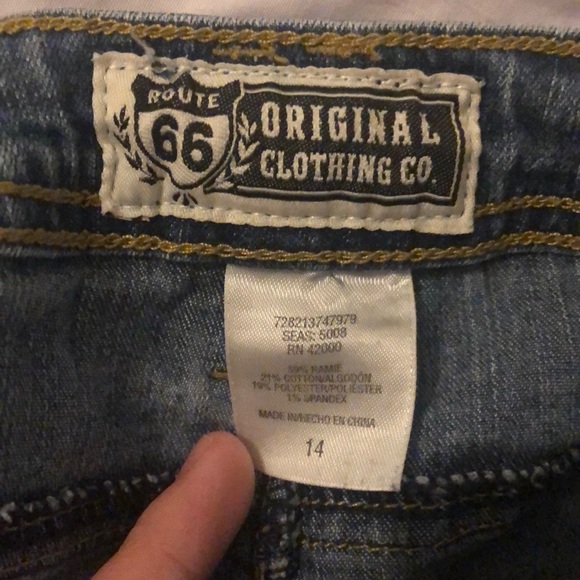 ROUTE
66
ORIGINAL
CLOTHING CO.
728213747979
SEAS: 5008
RN 42000
59% RAMIE
21% COTTON/ALGODÓN
19% POLYESTER/POLIÉSTER
1% SPANDEX
MADE IN/HECHO EN CHINA
14